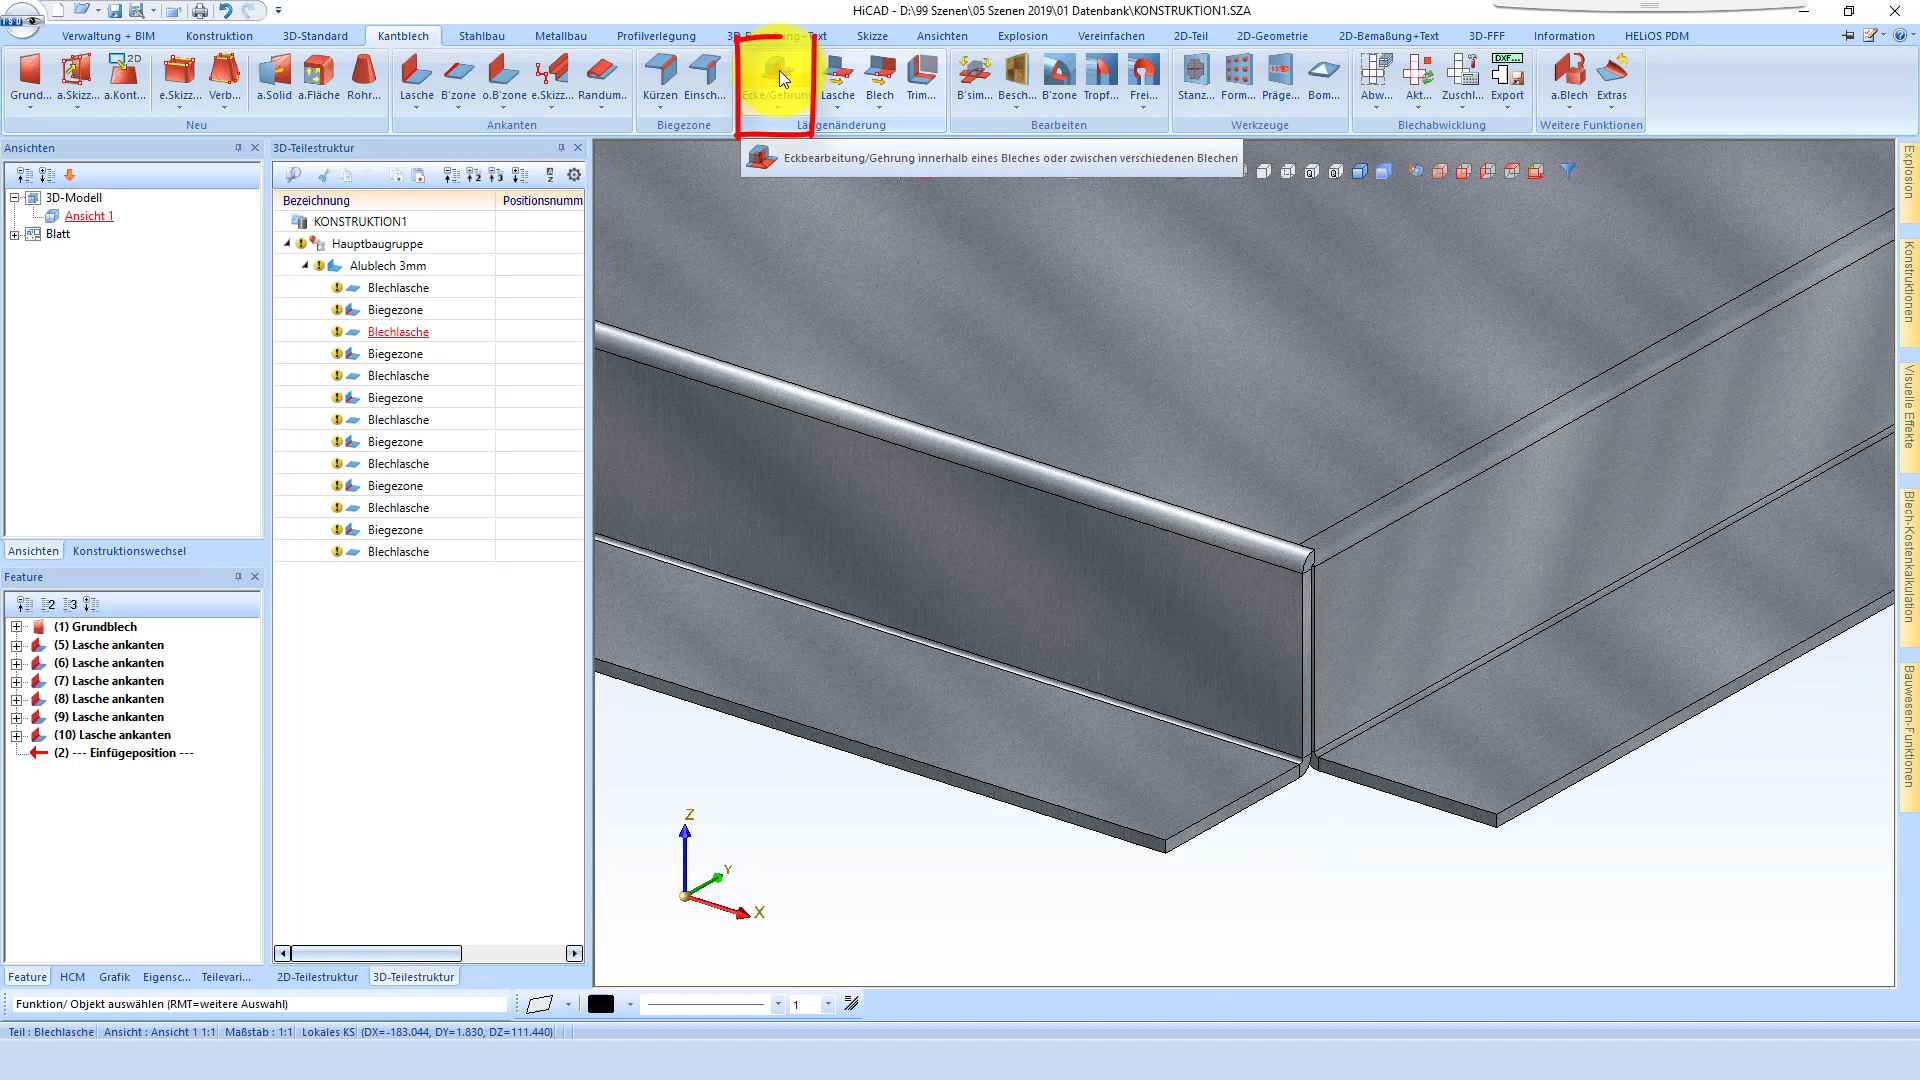 HiCAD - D:\99 Szenen\05 Szenen 2019\01 Datenbank\KONSTRUKTION1.SZA
Verwaltung + BIM Konstruktion 3D-Standard Kantblech Stahlbau Metallbau Profilverlegung 3D-Bemaßung+Text Skizze Ansichten Explosion Vereinfachen 2D-Teil 2D-Geometrie 2D-Bemaßung+Text 3D-FFF Information HELiOS PDM
Grund... a.Skizz... a.Kont... e.Skizz... Verb... a.Solid a.Fläche Rohr... Lasche B'zone o.B'zone e.Skizz... Randum... Kürzen Einsch... Ecke/Gehrung Lasche Blech Trim... B'sim... Besch... B'zone Tropf... Frei... Stanz... Form... Präge... Bom... Abw... Akt... Zuschl... Export a.Blech Extras
Neu Ankanten Biegezone Längenänderung Bearbeiten Werkzeuge Blechabwicklung Weitere Funktionen
Eckbearbeitung/Gehrung innerhalb eines Bleches oder zwischen verschiedenen Blechen
Ansichten
3D-Modell
Ansicht 1
Blatt
Ansichten Konstruktionswechsel
Feature
(1) Grundblech
(5) Lasche ankanten
(6) Lasche ankanten
(7) Lasche ankanten
(8) Lasche ankanten
(9) Lasche ankanten
(10) Lasche ankanten
(2) --- Einfügeposition ---
Feature HCM Grafik Eigensc... Teilevari...
3D-Teilestruktur
Bezeichnung Positionsnumm
KONSTRUKTION1
Hauptbaugruppe
Alublech 3mm
Blechlasche
Biegezone
Blechlasche
Biegezone
Blechlasche
Biegezone
Blechlasche
Biegezone
Blechlasche
Biegezone
Blechlasche
Biegezone
Blechlasche
2D-Teilestruktur 3D-Teilestruktur
Z
Y
X
Explosion
Konstruktionen
Visuelle Effekte
Blech-Kostenkalkulation
Bauwesen-Funktionen
Funktion/ Objekt auswählen (RMT=weitere Auswahl)
1
Teil : Blechlasche Ansicht : Ansicht 1 1:1 Maßstab : 1:1 Lokales KS (DX=-183.044, DY=1.830, DZ=111.440)